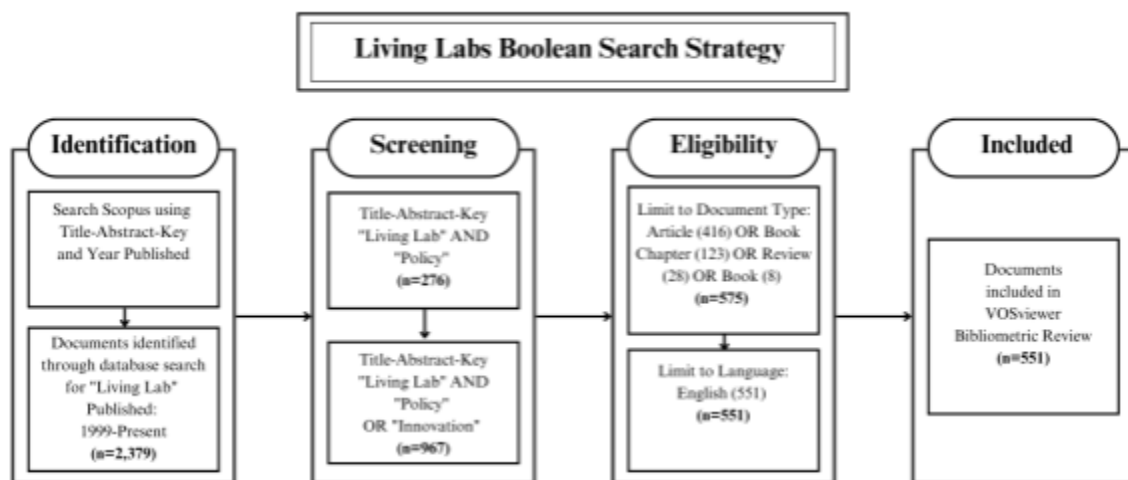 Living Labs Boolean Search Strategy
Identification
Search Scopus using
Title-Abstract-Key
and Year Published
Documents identified
through database search
for "Living Lab"
Published:
1999-Present
(n=2,379)
Screening
Title-Abstract-Key
"Living Lab" AND
"Policy"
(n=276)
Title-Abstract-Key
"Living Lab" AND
"Policy"
OR "Innovation"
(n=967)
Eligibility
Limit to Document Type:
Article (416) OR Book
Chapter (123) OR Review
(28) OR Book (8)
(n=575)
Limit to Language:
English (551)
(n=551)
Included
Documents
included in
VOSviewer
Bibliometric Review
(n=551)